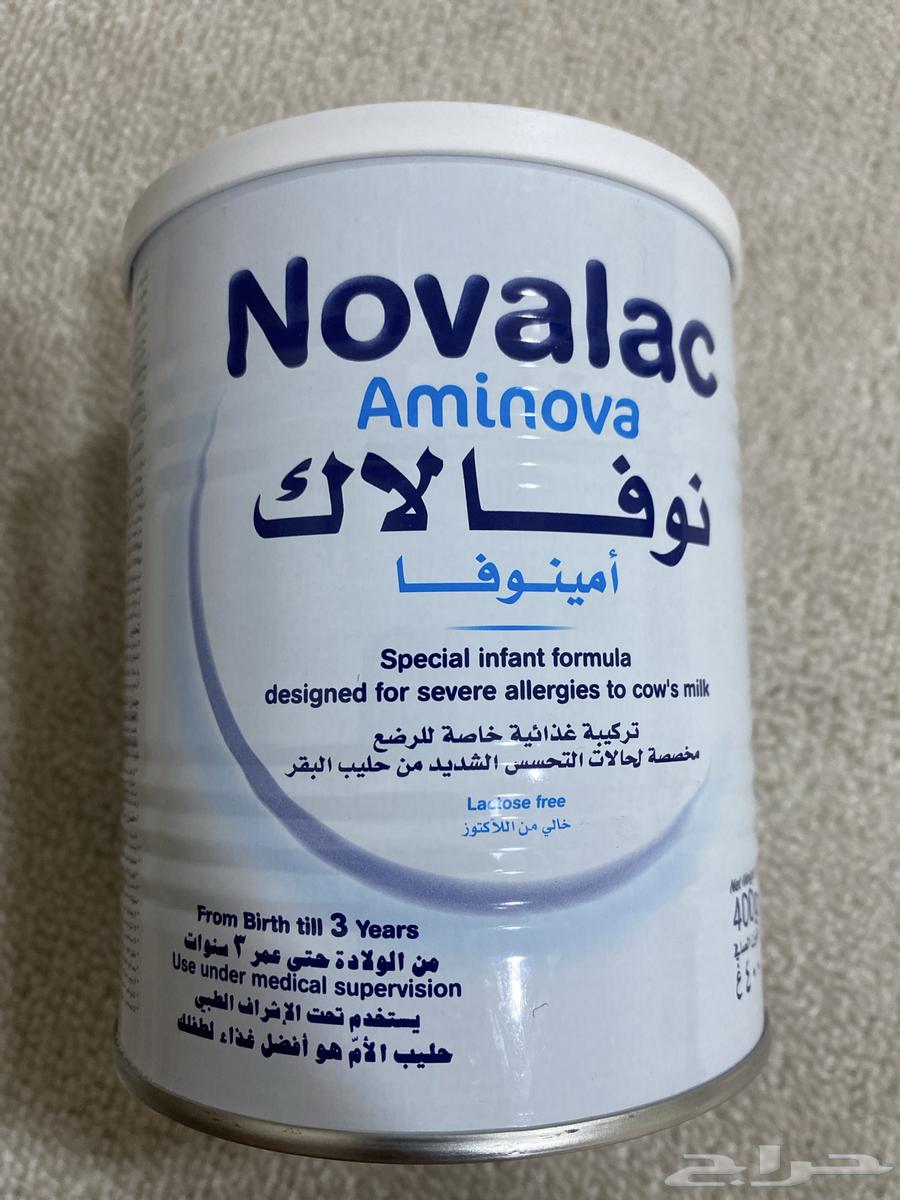 Novalac
Aminova
نوفالاك
أمينوفا
Special infant formula
designed for severe allergies to cow's milk
تركيبة غذائية خاصة للرضع
مخصصة لحالات التحسس الشديد من حليب البقر
Lactose free
خالي من اللاكتوز
From Birth till 3 Years
من الولادة حتى عمر ٣ سنوات
Use under medical supervision
يستخدم تحت الإشراف الطبي
حليب الأمّ هو أفضل غذاء لطفلك
Net Weight
400g
حراج